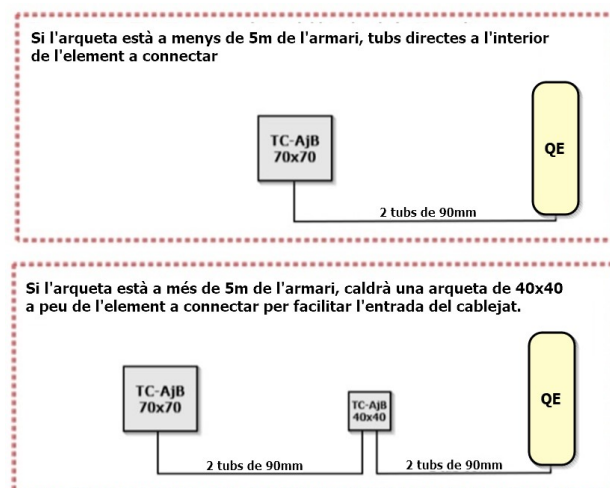 Si l'arqueta està a menys de 5m de l'armari, tubs directes a l'interior
de l'element a connectar
TC-AjB
70x70
QE
2 tubs de 90mm
Si l'arqueta està a més de 5m de l'armari, caldrà una arqueta de 40x40
a peu de l'element a connectar per facilitar l'entrada del cablejat.
TC-AjB
70x70
TC-AjB
40x40
QE
2 tubs de 90mm
2 tubs de 90mm